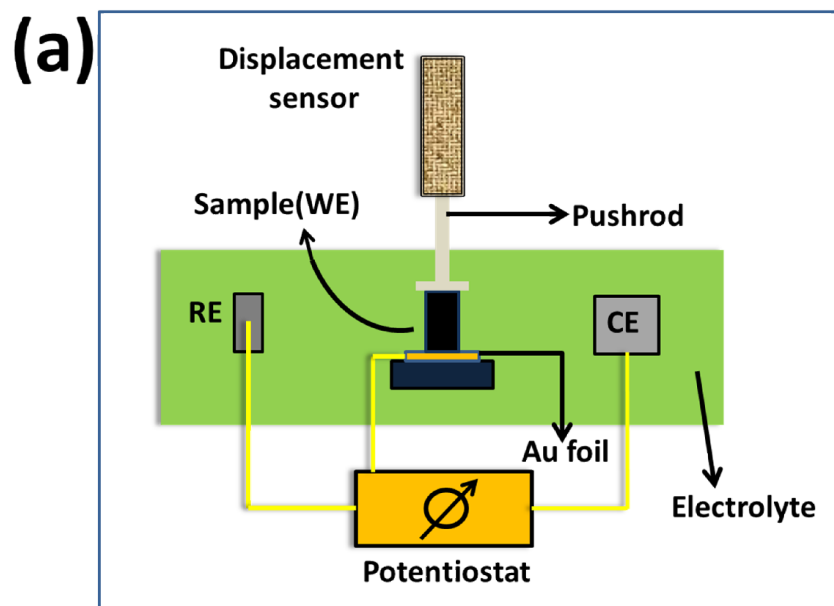 (a)
Displacement
sensor
Sample(WE)
Pushrod
RE
CE
Au foil
Electrolyte
Potentiostat